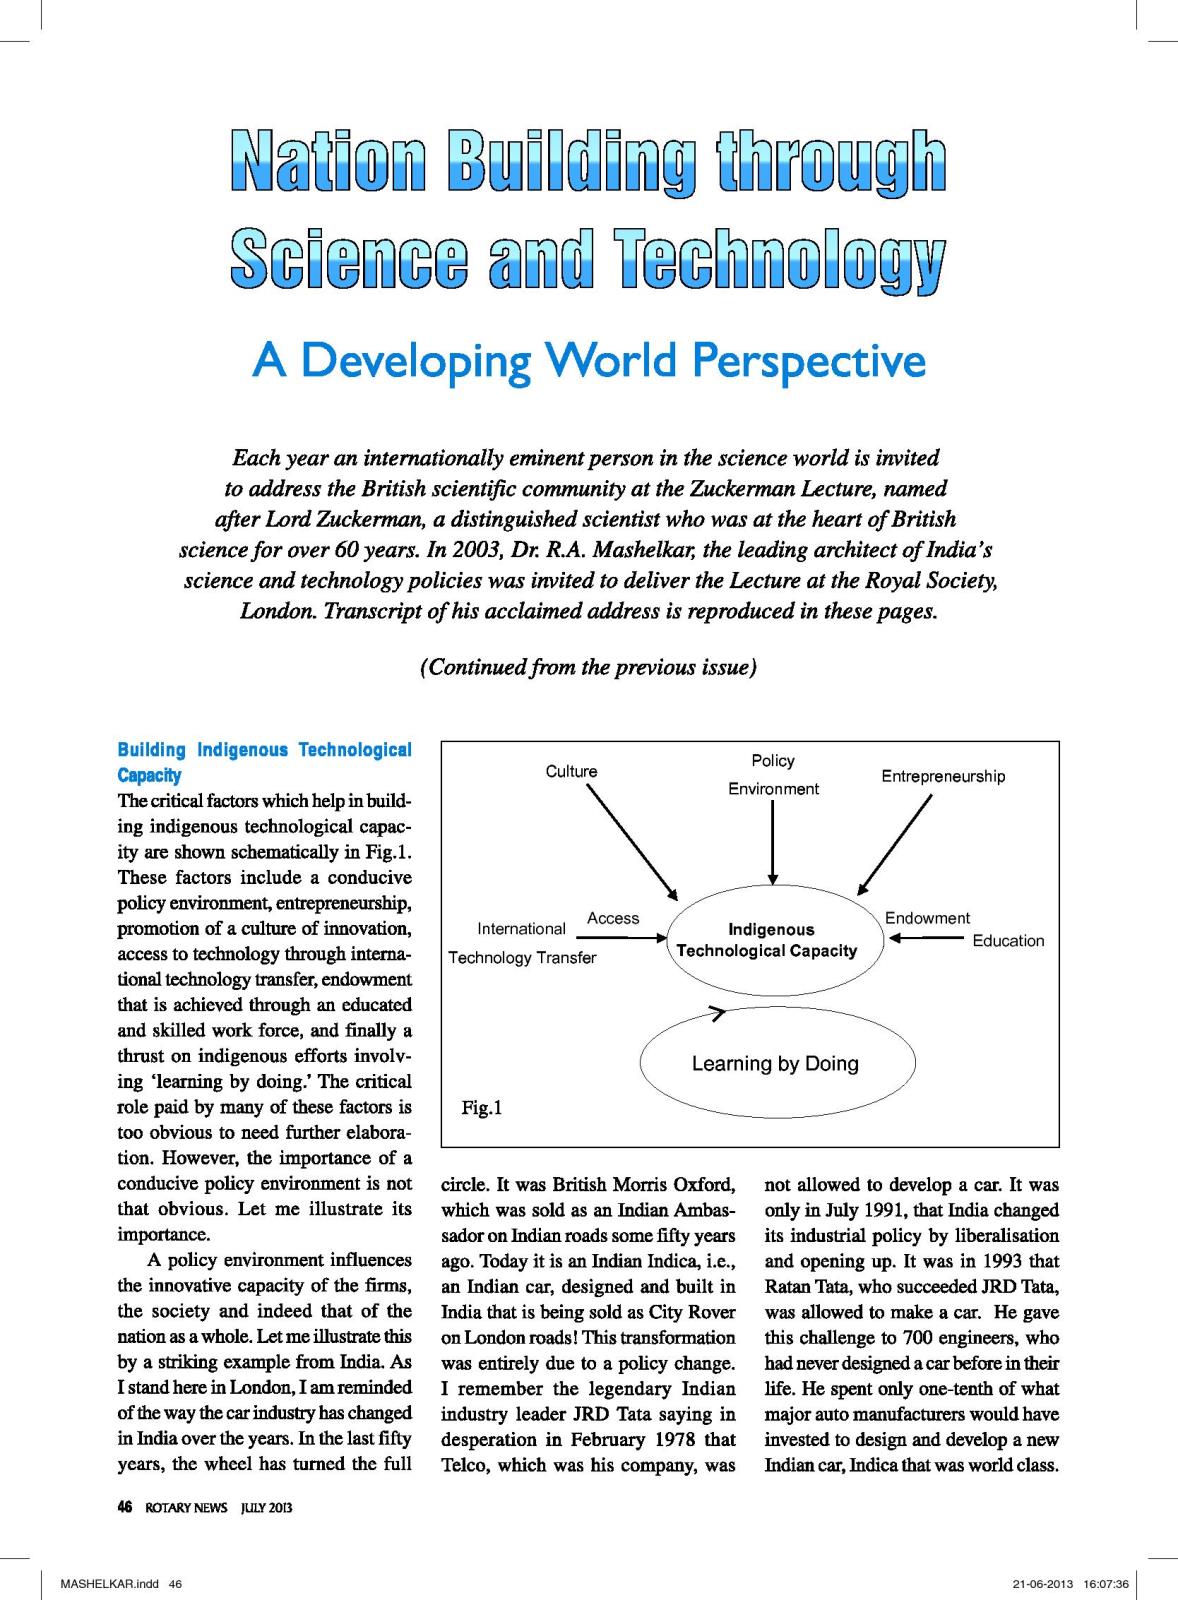 Nation Building through
Science and Technology
A Developing World Perspective
Each year an internationally eminent person in the science world is invited
to address the British scientific community at the Zuckerman Lecture, named
after Lord Zuckerman, a distinguished scientist who was at the heart of British
science for over 60 years. In 2003, Dr. R.A. Mashelkar, the leading architect of India's
science and technology policies was invited to deliver the Lecture at the Royal Society,
London. Transcript of his acclaimed address is reproduced in these pages.
(Continued from the previous issue)
Building Indigenous Technological
Capacity
The critical factors which help in build-
ing indigenous technological capac-
ity are shown schematically in Fig.1.
These factors include a conducive
policy environment, entrepreneurship,
promotion of a culture of innovation,
access to technology through interna-
tional technology transfer, endowment
that is achieved through an educated
and skilled work force, and finally a
thrust on indigenous efforts involv-
ing ‘learning by doing.’ The critical
role paid by many of these factors is
too obvious to need further elabora-
tion. However, the importance of a
conducive policy environment is not
that obvious. Let me illustrate its
importance.
A policy environment influences
the innovative capacity of the firms,
the society and indeed that of the
nation as a whole. Let me illustrate this
by a striking example from India. As
I stand here in London, I am reminded
of the way the car industry has changed
in India over the years. In the last fifty
years, the wheel has turned the full
Culture
Policy
Environment
Entrepreneurship
International
Technology Transfer
Access
Indigenous
Technological Capacity
Endowment
Education
Learning by Doing
Fig.1
circle. It was British Morris Oxford,
which was sold as an Indian Ambas-
sador on Indian roads some fifty years
ago. Today it is an Indian Indica, i.e.,
an Indian car, designed and built in
India that is being sold as City Rover
on London roads! This transformation
was entirely due to a policy change.
I remember the legendary Indian
industry leader JRD Tata saying in
desperation in February 1978 that
Telco, which was his company, was
not allowed to develop a car. It was
only in July 1991, that India changed
its industrial policy by liberalisation
and opening up. It was in 1993 that
Ratan Tata, who succeeded JRD Tata,
was allowed to make a car. He gave
this challenge to 700 engineers, who
had never designed a car before in their
life. He spent only one-tenth of what
major auto manufacturers would have
invested to design and develop a new
Indian car, Indica that was world class.
46 ROTARY NEWS JULY 2013
MASHELKAR.indd 46
21-06-2013 16:07:36